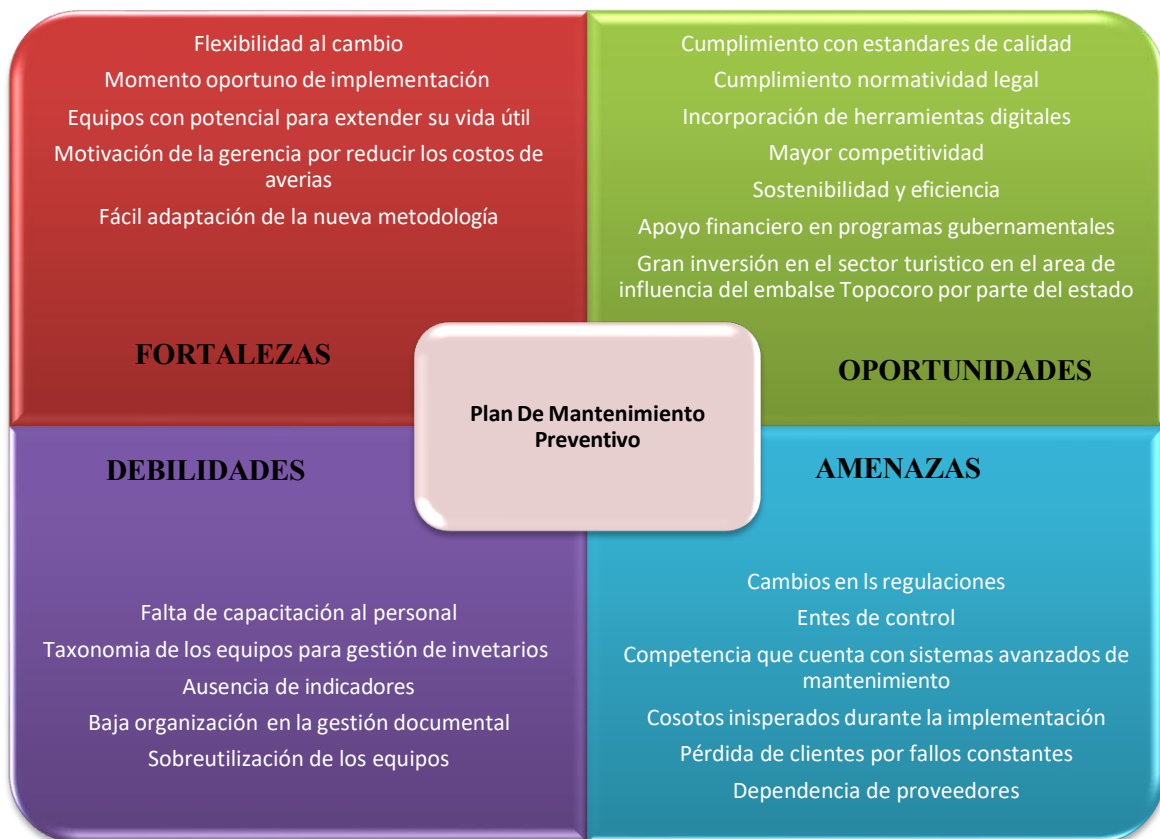 Flexibilidad al cambio
Momento oportuno de implementación
Equipos con potencial para extender su vida útil
Motivación de la gerencia por reducir los costos de
averias
Fácil adaptación de la nueva metodología
FORTALEZAS
Cumplimiento con estandares de calidad
Cumplimiento normatividad legal
Incorporación de herramientas digitales
Mayor competitividad
Sostenibilidad y eficiencia
Apoyo financiero en programas gubernamentales
Gran inversión en el sector turistico en el area de
influencia del embalse Topocoro por parte del estado
OPORTUNIDADES
Plan De Mantenimiento
Preventivo
DEBILIDADES
Falta de capacitación al personal
Taxonomia de los equipos para gestión de invetarios
Ausencia de indicadores
Baja organización en la gestión documental
Sobreutilización de los equipos
AMENAZAS
Cambios en ls regulaciones
Entes de control
Competencia que cuenta con sistemas avanzados de
mantenimiento
Cosotos inisperados durante la implementación
Pérdida de clientes por fallos constantes
Dependencia de proveedores